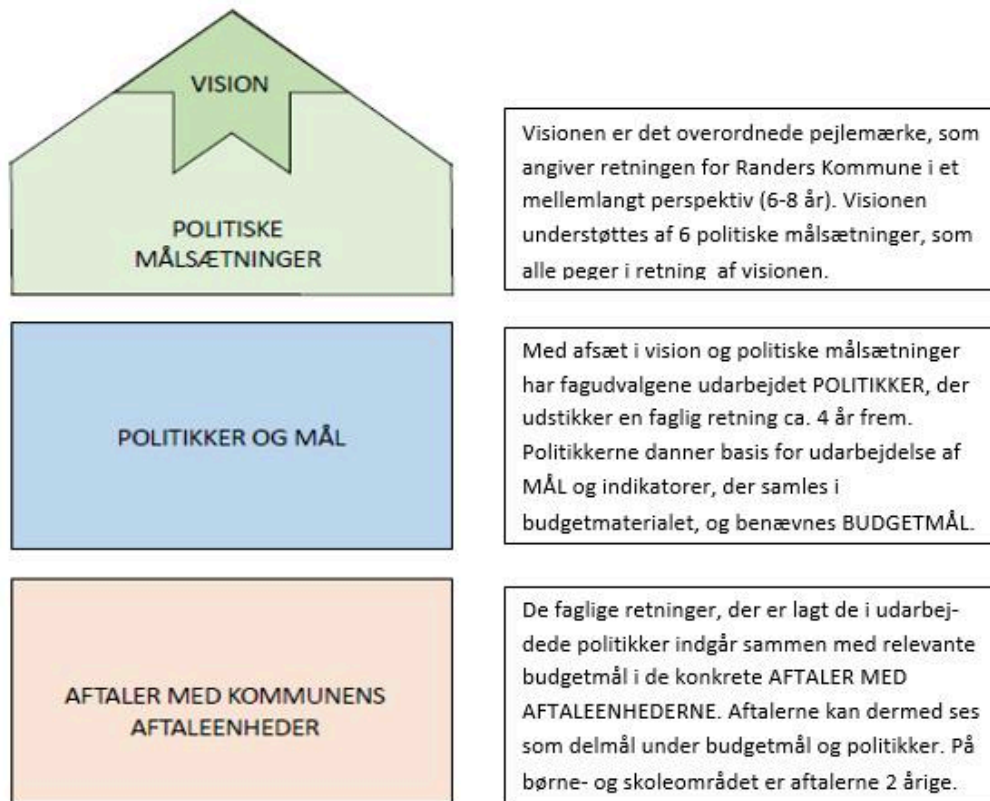 VISION
POLITISKE
MÅLSÆTNINGER
Visionen er det overordnede pejlemærke, som
angiver retningen for Randers Kommune i et
mellemlangt perspektiv (6-8 år). Visionen
understøttes af 6 politiske målsætninger, som
alle peger i retning af visionen.
POLITIKKER OG MÅL
Med afsæt i vision og politiske målsætninger
har fagudvalgene udarbejdet POLITIKKER, der
udstikker en faglig retning ca. 4 år frem.
Politikkerne danner basis for udarbejdelse af
MÅL og indikatorer, der samles i
budgetmaterialet, og benævnes BUDGETMÅL.
AFTALER MED KOMMUNENS
AFTALEENHEDER
De faglige retninger, der er lagt de i udarbej-
dede politikker indgår sammen med relevante
budgetmål i de konkrete AFTALER MED
AFTALEENHEDERNE. Aftalerne kan dermed ses
som delmål under budgetmål og politikker. På
børne- og skoleområdet er aftalerne 2 årige.